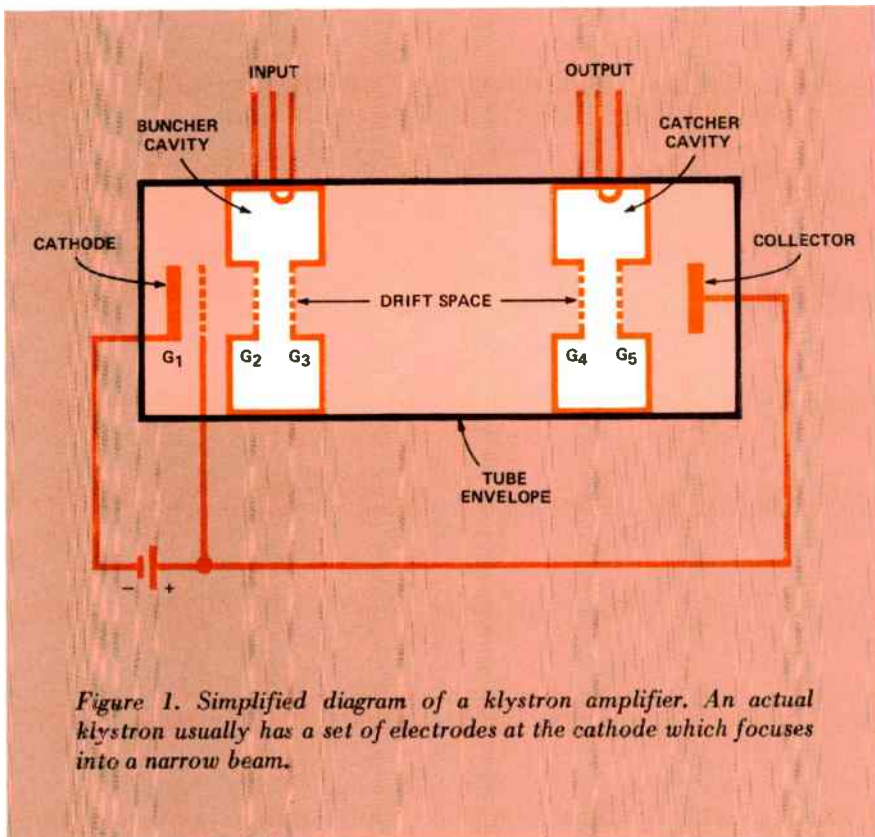 INPUT
OUTPUT
BUNCHER
CAVITY
CATCHER
CAVITY
CATHODE
COLLECTOR
DRIFT SPACE
G1
G2
G3
G4
G5
TUBE
ENVELOPE
− +
Figure 1. Simplified diagram of a klystron amplifier. An actual
klystron usually has a set of electrodes at the cathode which focuses
into a narrow beam.